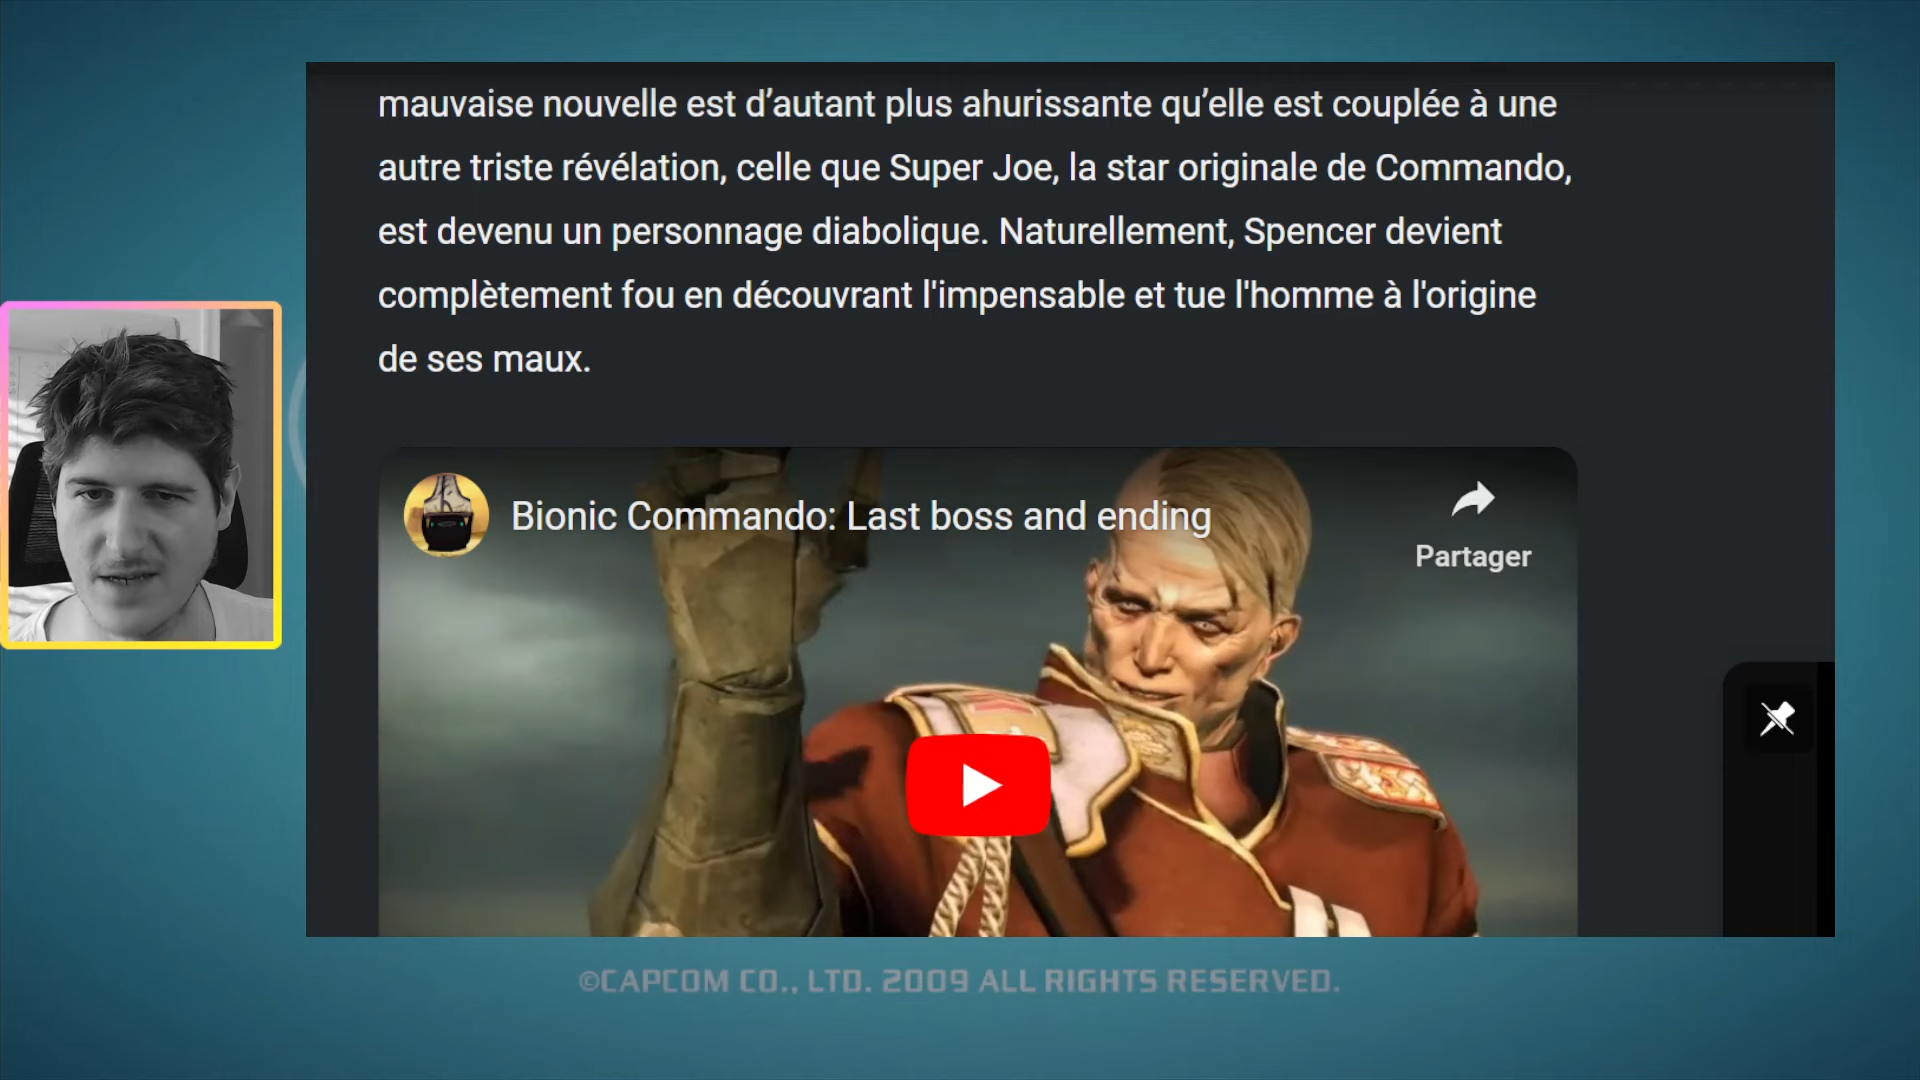 mauvaise nouvelle est d’autant plus ahurissante qu’elle est couplée à une
autre triste révélation, celle que Super Joe, la star originale de Commando,
est devenu un personnage diabolique. Naturellement, Spencer devient
complètement fou en découvrant l'impensable et tue l'homme à l'origine
de ses maux.
Bionic Commando: Last boss and ending
Partager
©CAPCOM CO., LTD. 2009 ALL RIGHTS RESERVED.